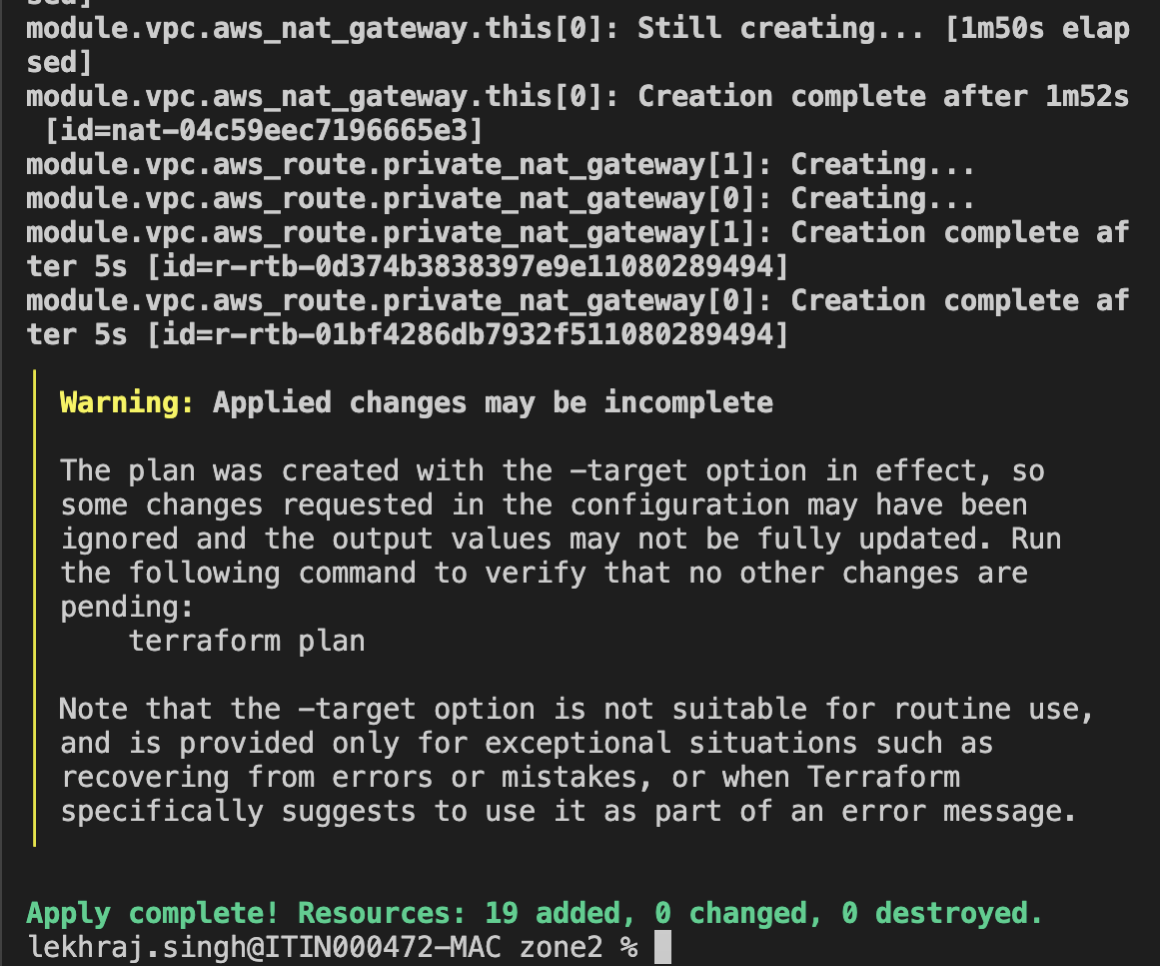 sed]
module.vpc.aws_nat_gateway.this[0]: Still creating... [1m50s elap
sed]
module.vpc.aws_nat_gateway.this[0]: Creation complete after 1m52s
 [id=nat-04c59eec7196665e3]
module.vpc.aws_route.private_nat_gateway[1]: Creating...
module.vpc.aws_route.private_nat_gateway[0]: Creating...
module.vpc.aws_route.private_nat_gateway[1]: Creation complete af
ter 5s [id=r-rtb-0d374b3838397e9e11080289494]
module.vpc.aws_route.private_nat_gateway[0]: Creation complete af
ter 5s [id=r-rtb-01bf4286db7932f511080289494]
Warning: Applied changes may be incomplete
The plan was created with the -target option in effect, so
some changes requested in the configuration may have been
ignored and the output values may not be fully updated. Run
the following command to verify that no other changes are
pending:
terraform plan
Note that the -target option is not suitable for routine use,
and is provided only for exceptional situations such as
recovering from errors or mistakes, or when Terraform
specifically suggests to use it as part of an error message.
Apply complete! Resources: 19 added, 0 changed, 0 destroyed.
lekhraj.singh@ITIN000472-MAC zone2 %